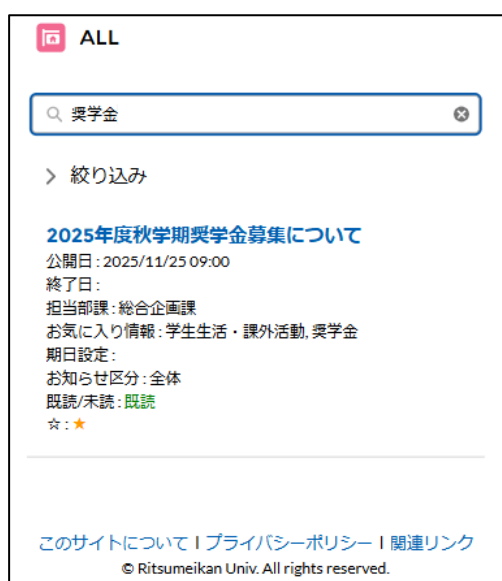 ALL
奨学金
絞り込み
2025年度秋学期奨学金募集について
公開日 : 2025/11/25 09:00
終了日 :
担当部課 : 総合企画課
お気に入り情報 : 学生生活・課外活動, 奨学金
期日設定 :
お知らせ区分 : 全体
既読/未読 : 既読
☆ : ★
このサイトについて | プライバシーポリシー | 関連リンク
© Ritsumeikan Univ. All rights reserved.